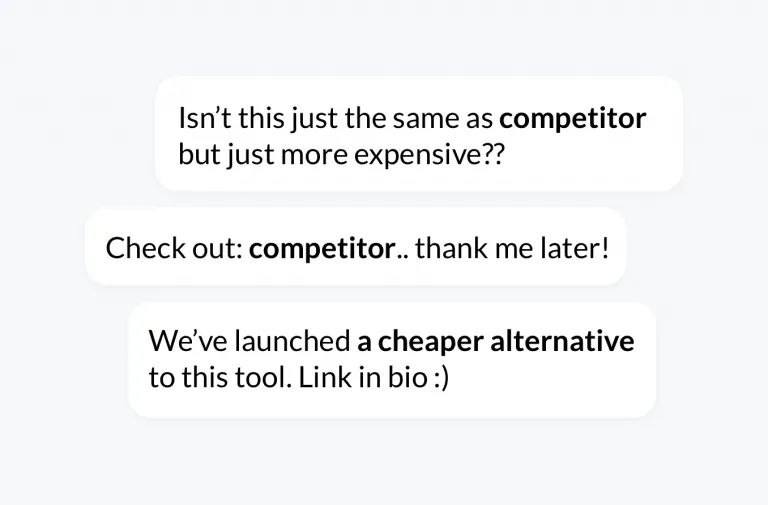 Isn’t this just the same as competitor
but just more expensive??
Check out: competitor.. thank me later!
We’ve launched a cheaper alternative
to this tool. Link in bio :)